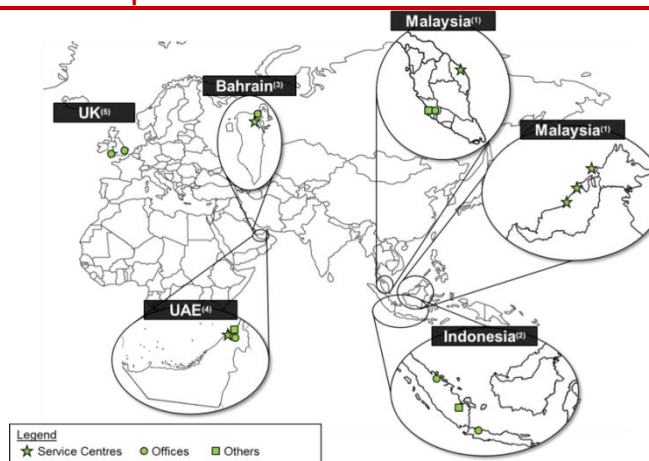 Malaysia(1)
Bahrain(3)
UK(5)
Malaysia(1)
UAE(4)
Indonesia(2)
Legend
Service Centres
Offices
Others